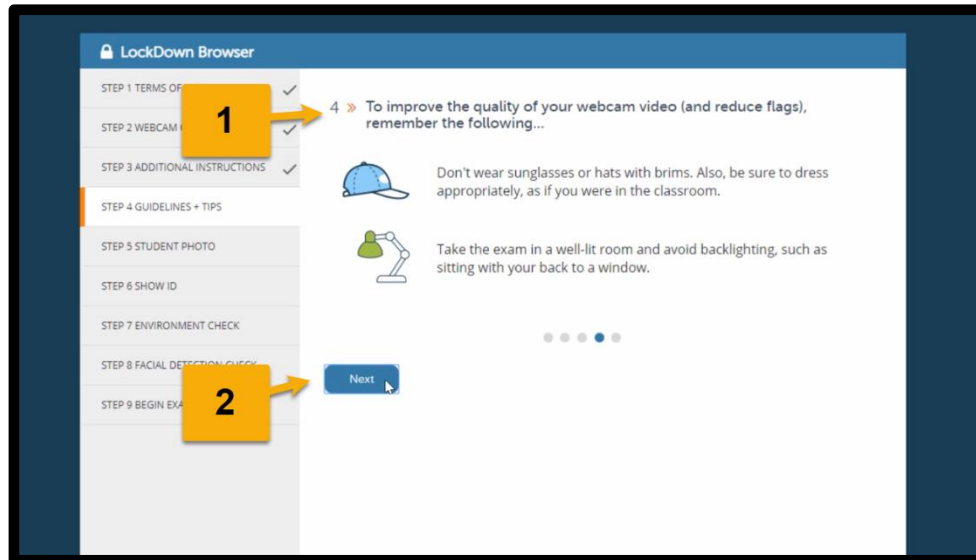 LockDown Browser
STEP 1 TERMS OF
STEP 2 WEBCAM
STEP 3 ADDITIONAL INSTRUCTIONS
STEP 4 GUIDELINES + TIPS
STEP 5 STUDENT PHOTO
STEP 6 SHOW ID
STEP 7 ENVIRONMENT CHECK
STEP 8 FACIAL DETECTION CHECK
STEP 9 BEGIN
1
2
4 » To improve the quality of your webcam video (and reduce flags),
remember the following...
Don't wear sunglasses or hats with brims. Also, be sure to dress
appropriately, as if you were in the classroom.
Take the exam in a well-lit room and avoid backlighting, such as
sitting with your back to a window.
Next